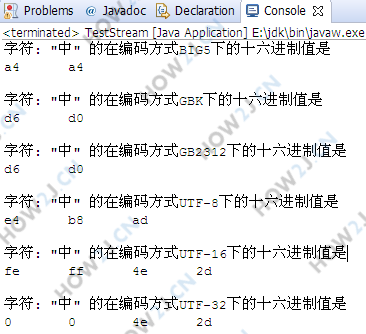 Problems @ Javadoc Declaration Console
<terminated> TestStream [Java Application] E:\jdk\bin\javaw.exe
字符: "中" 的在编码方式BIG5下的十六进制值是
a4 a4
字符: "中" 的在编码方式GBK下的十六进制值是
d6 d0
字符: "中" 的在编码方式GB2312下的十六进制值是
d6 d0
字符: "中" 的在编码方式UTF-8下的十六进制值是
e4 b8 ad
字符: "中" 的在编码方式UTF-16下的十六进制值是
fe ff 4e 2d
字符: "中" 的在编码方式UTF-32下的十六进制值是
0 0 4e 2d
HOW2J.CN